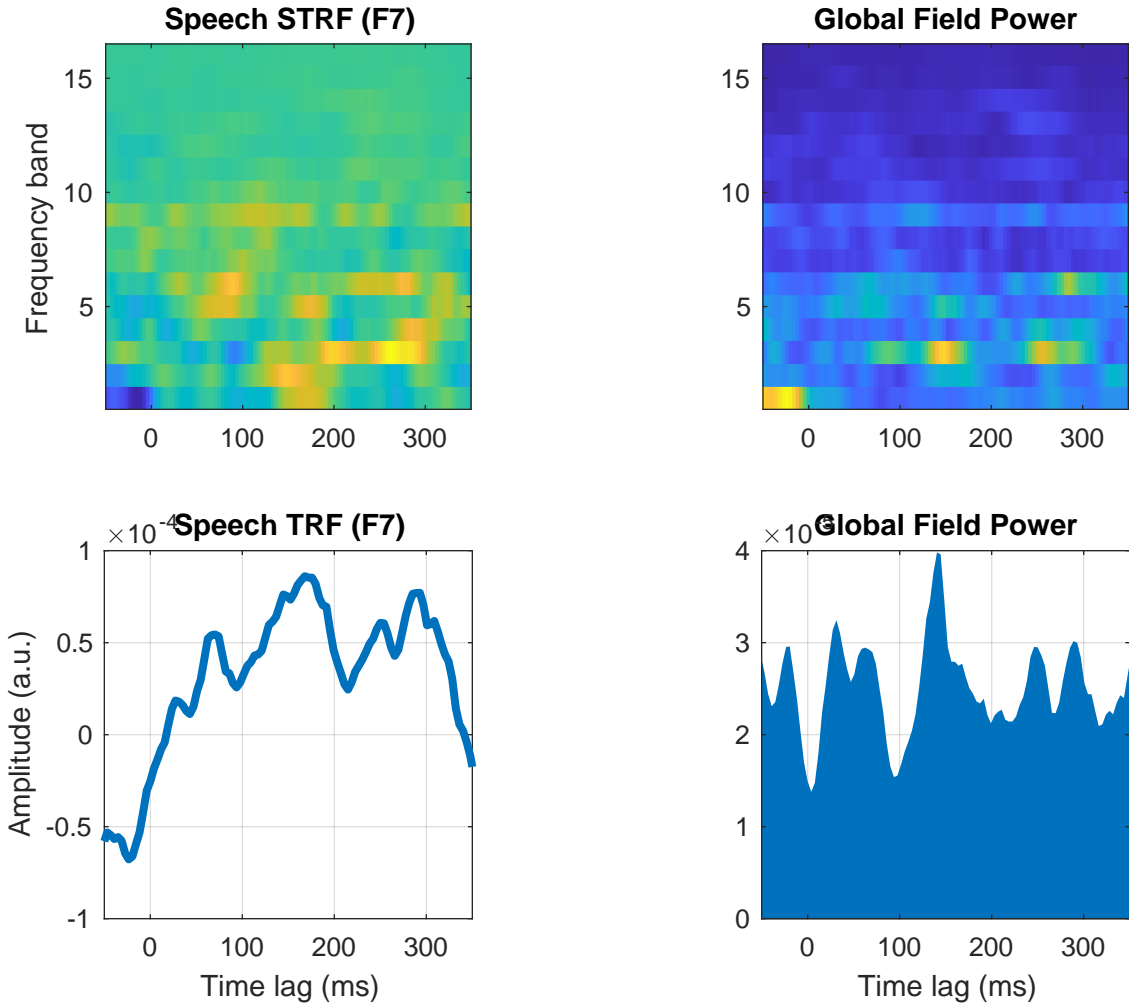 Speech STRF (F7)
Frequency band
15
10
5
0 100 200 300
Global Field Power
15
10
5
0 100 200 300
Speech TRF (F7)
×10⁻⁴
Amplitude (a.u.)
1
0.5
0
-0.5
-1
0 100 200 300
Time lag (ms)
Global Field Power
×10
4
3
2
1
0
0 100 200 300
Time lag (ms)